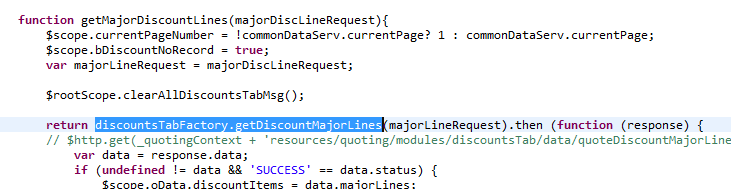 function getMajorDiscountLines(majorDiscLineRequest){
$scope.currentPageNumber = !commonDataServ.currentPage? 1 : commonDataServ.currentPage;
$scope.bDiscountNoRecord = true;
var majorLineRequest = majorDiscLineRequest;
$rootScope.clearAllDiscountsTabMsg();
return discountsTabFactory.getDiscountMajorLines(majorLineRequest).then (function (response) {
// $http.get(_quotingContext + 'resources/quoting/modules/discountsTab/data/quoteDiscountMajorLine
var data = response.data;
if (undefined != data && 'SUCCESS' == data.status) {
$scope.oData.discountItems = data.majorLines;